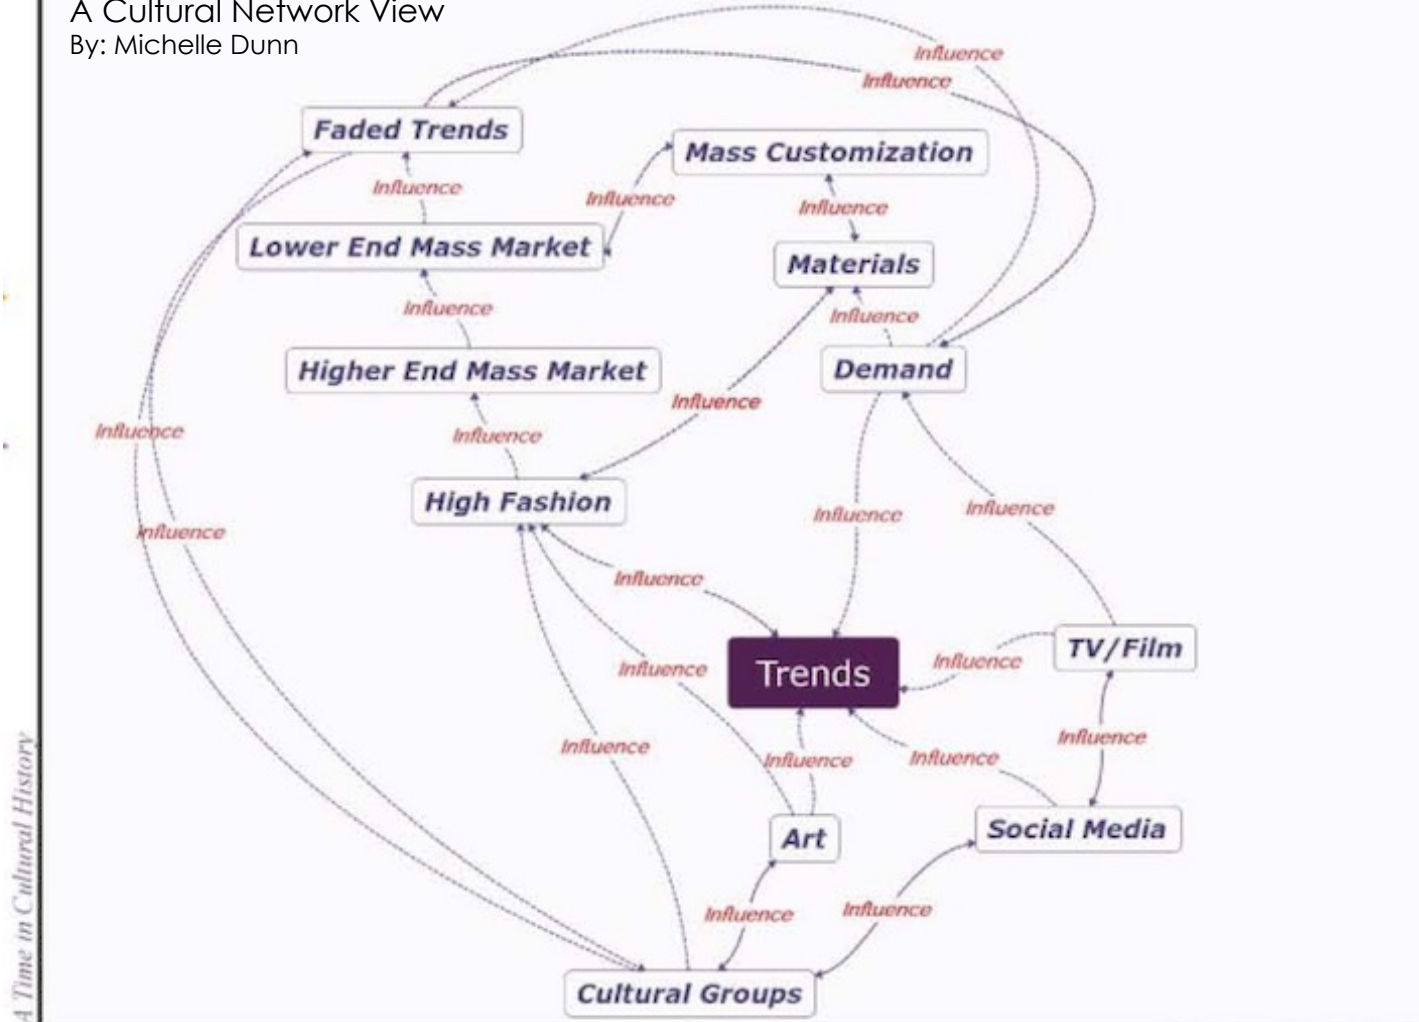 A Cultural Network View
By: Michelle Dunn
Influence
Influence
Faded Trends
Mass Customization
Influence
Influence
Influence
Lower End Mass Market
Materials
Influence
Influence
Higher End Mass Market
Demand
Influence
Influence
Influence
High Fashion
Influence
Influence
Influence
Influence
Trends
TV/Film
Influence
Influence
Influence
Influence
Influence
Influence
Art
Social Media
Influence
Influence
Cultural Groups
A Time in Cultural History